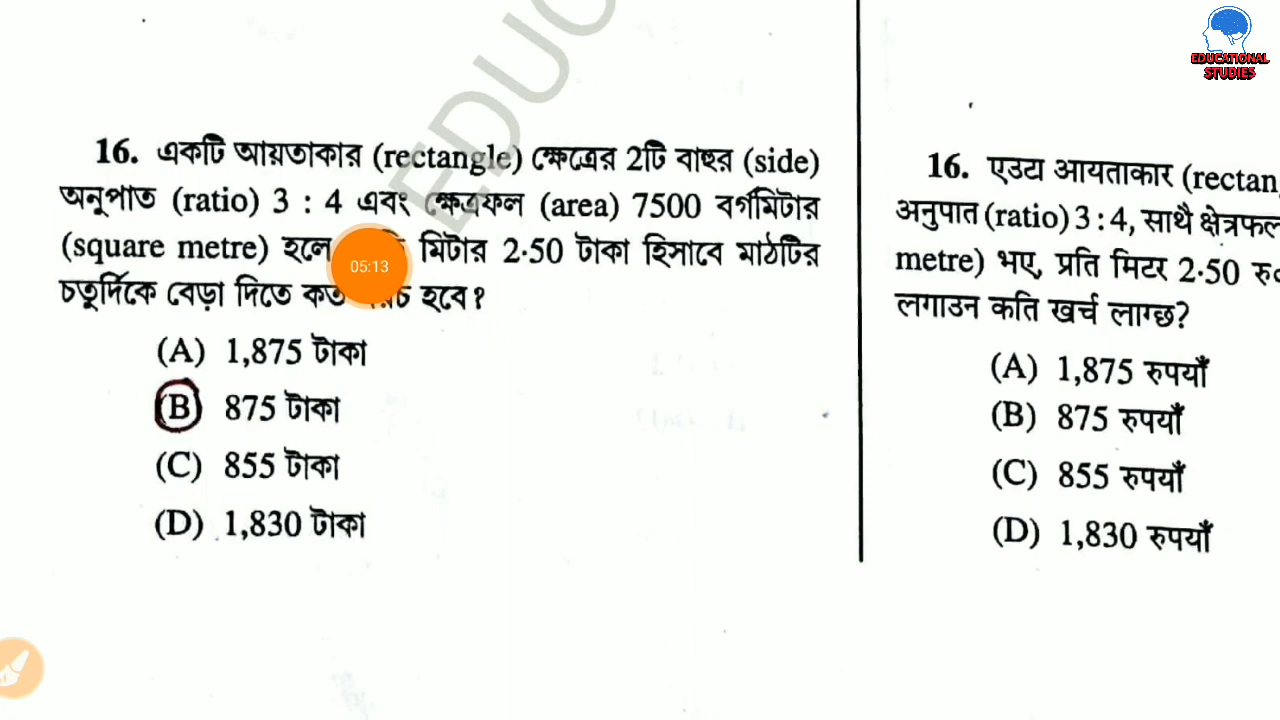 EDUCATIONAL
STUDIES
EDUC
16. একটি আয়তাকার (rectangle) ক্ষেত্রের 2টি বাহুর (side)
অনুপাত (ratio) 3 : 4 এবং ক্ষেত্রফল (area) 7500 বর্গমিটার
(square metre) হলে মিটার 2·50 টাকা হিসাবে মাঠটির
05:13
চতুর্দিকে বেড়া দিতে কত হবে?
(A) 1,875 টাকা
(B) 875 টাকা
(C) 855 টাকা
(D) 1,830 টাকা
16. एउटा आयताकार (rectan
अनुपात (ratio) 3 : 4, साथै क्षेत्रफल
metre) भए, प्रति मिटर 2·50
लगाउन कति खर्च लाग्छ?
(A) 1,875 रुपयाँ
(B) 875 रुपयाँ
(C) 855 रुपयाँ
(D) 1,830 रुपयाँ